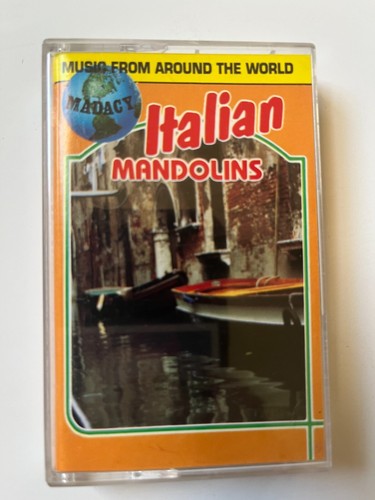 MUSIC FROM AROUND THE WORLD
MADACY
Italian
MANDOLINS